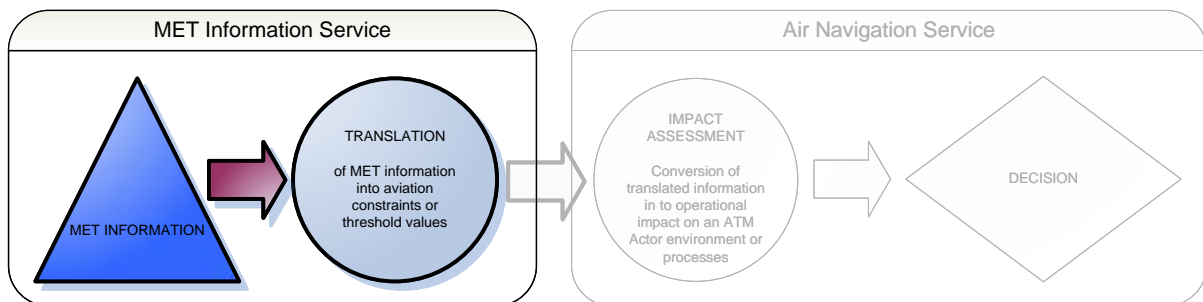 MET Information Service
Air Navigation Service
MET INFORMATION
TRANSLATION
of MET information
into aviation
constraints or
threshold values
IMPACT
ASSESSMENT
Conversion of
translated information
in to operational
impact on an ATM
Actor environment or
processes
DECISION